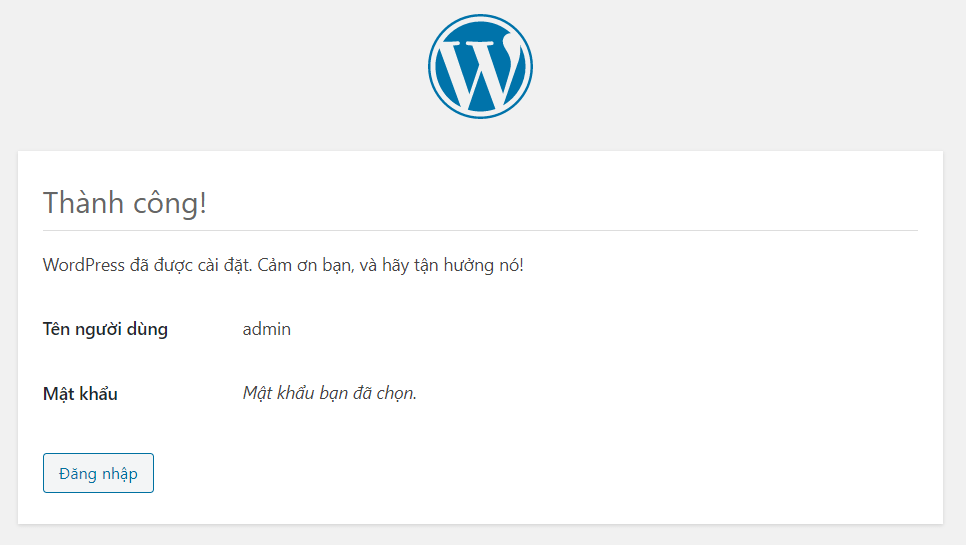 Thành công!
WordPress đã được cài đặt. Cảm ơn bạn, và hãy tận hưởng nó!
Tên người dùng admin
Mật khẩu Mật khẩu bạn đã chọn.
Đăng nhập